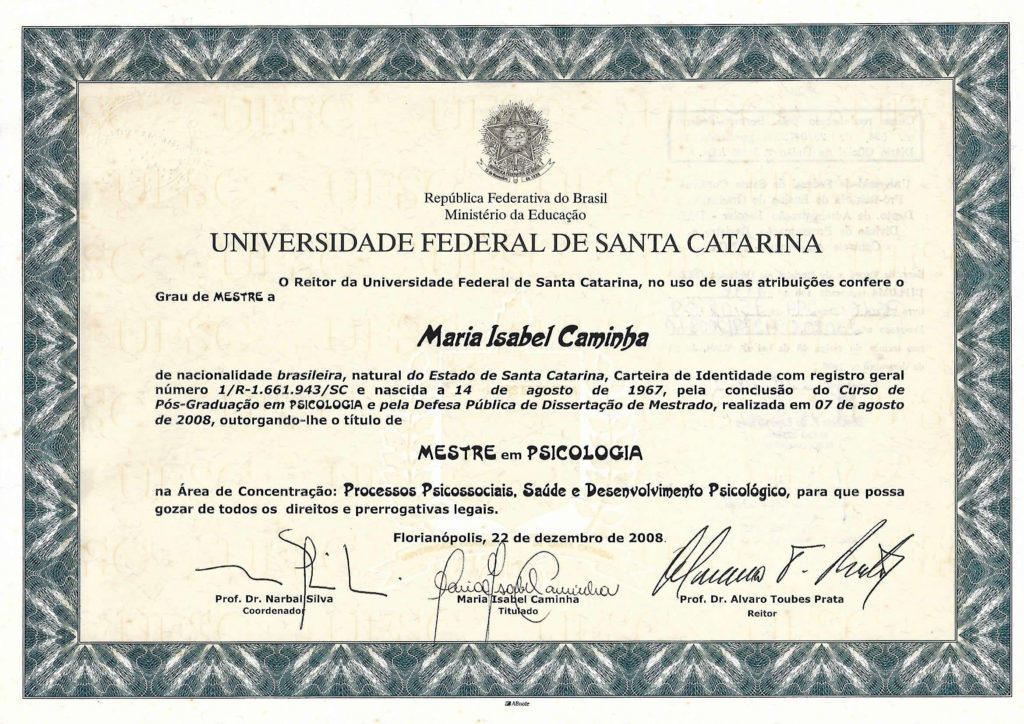 República Federativa do Brasil
Ministério da Educação
UNIVERSIDADE FEDERAL DE SANTA CATARINA
O Reitor da Universidade Federal de Santa Catarina, no uso de suas atribuições confere o
Grau de MESTRE a
Maria Isabel Caminha
de nacionalidade brasileira, natural do Estado de Santa Catarina, Carteira de Identidade com registro geral
número 1/R-1.661.943/SC e nascida a 14 de agosto de 1967, pela conclusão do Curso de
Pós-Graduação em PSICOLOGIA e pela Defesa Pública de Dissertação de Mestrado, realizada em 07 de agosto
de 2008, outorgando-lhe o título de
MESTRE em PSICOLOGIA
na Área de Concentração: Processos Psicossociais, Saúde e Desenvolvimento Psicológico, para que possa
gozar de todos os direitos e prerrogativas legais.
Florianópolis, 22 de dezembro de 2008.
Maria Isabel Caminha
Prof. Dr. Narbal Silva
Coordenador
Maria Isabel Caminha
Titulado
Prof. Dr. Alvaro Toubes Prata
Reitor
ABnote